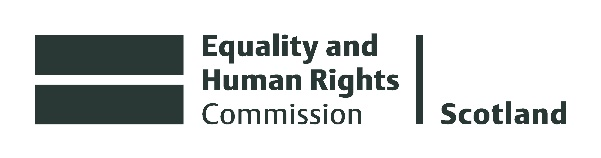 Equality and
Human Rights
Commission
Scotland